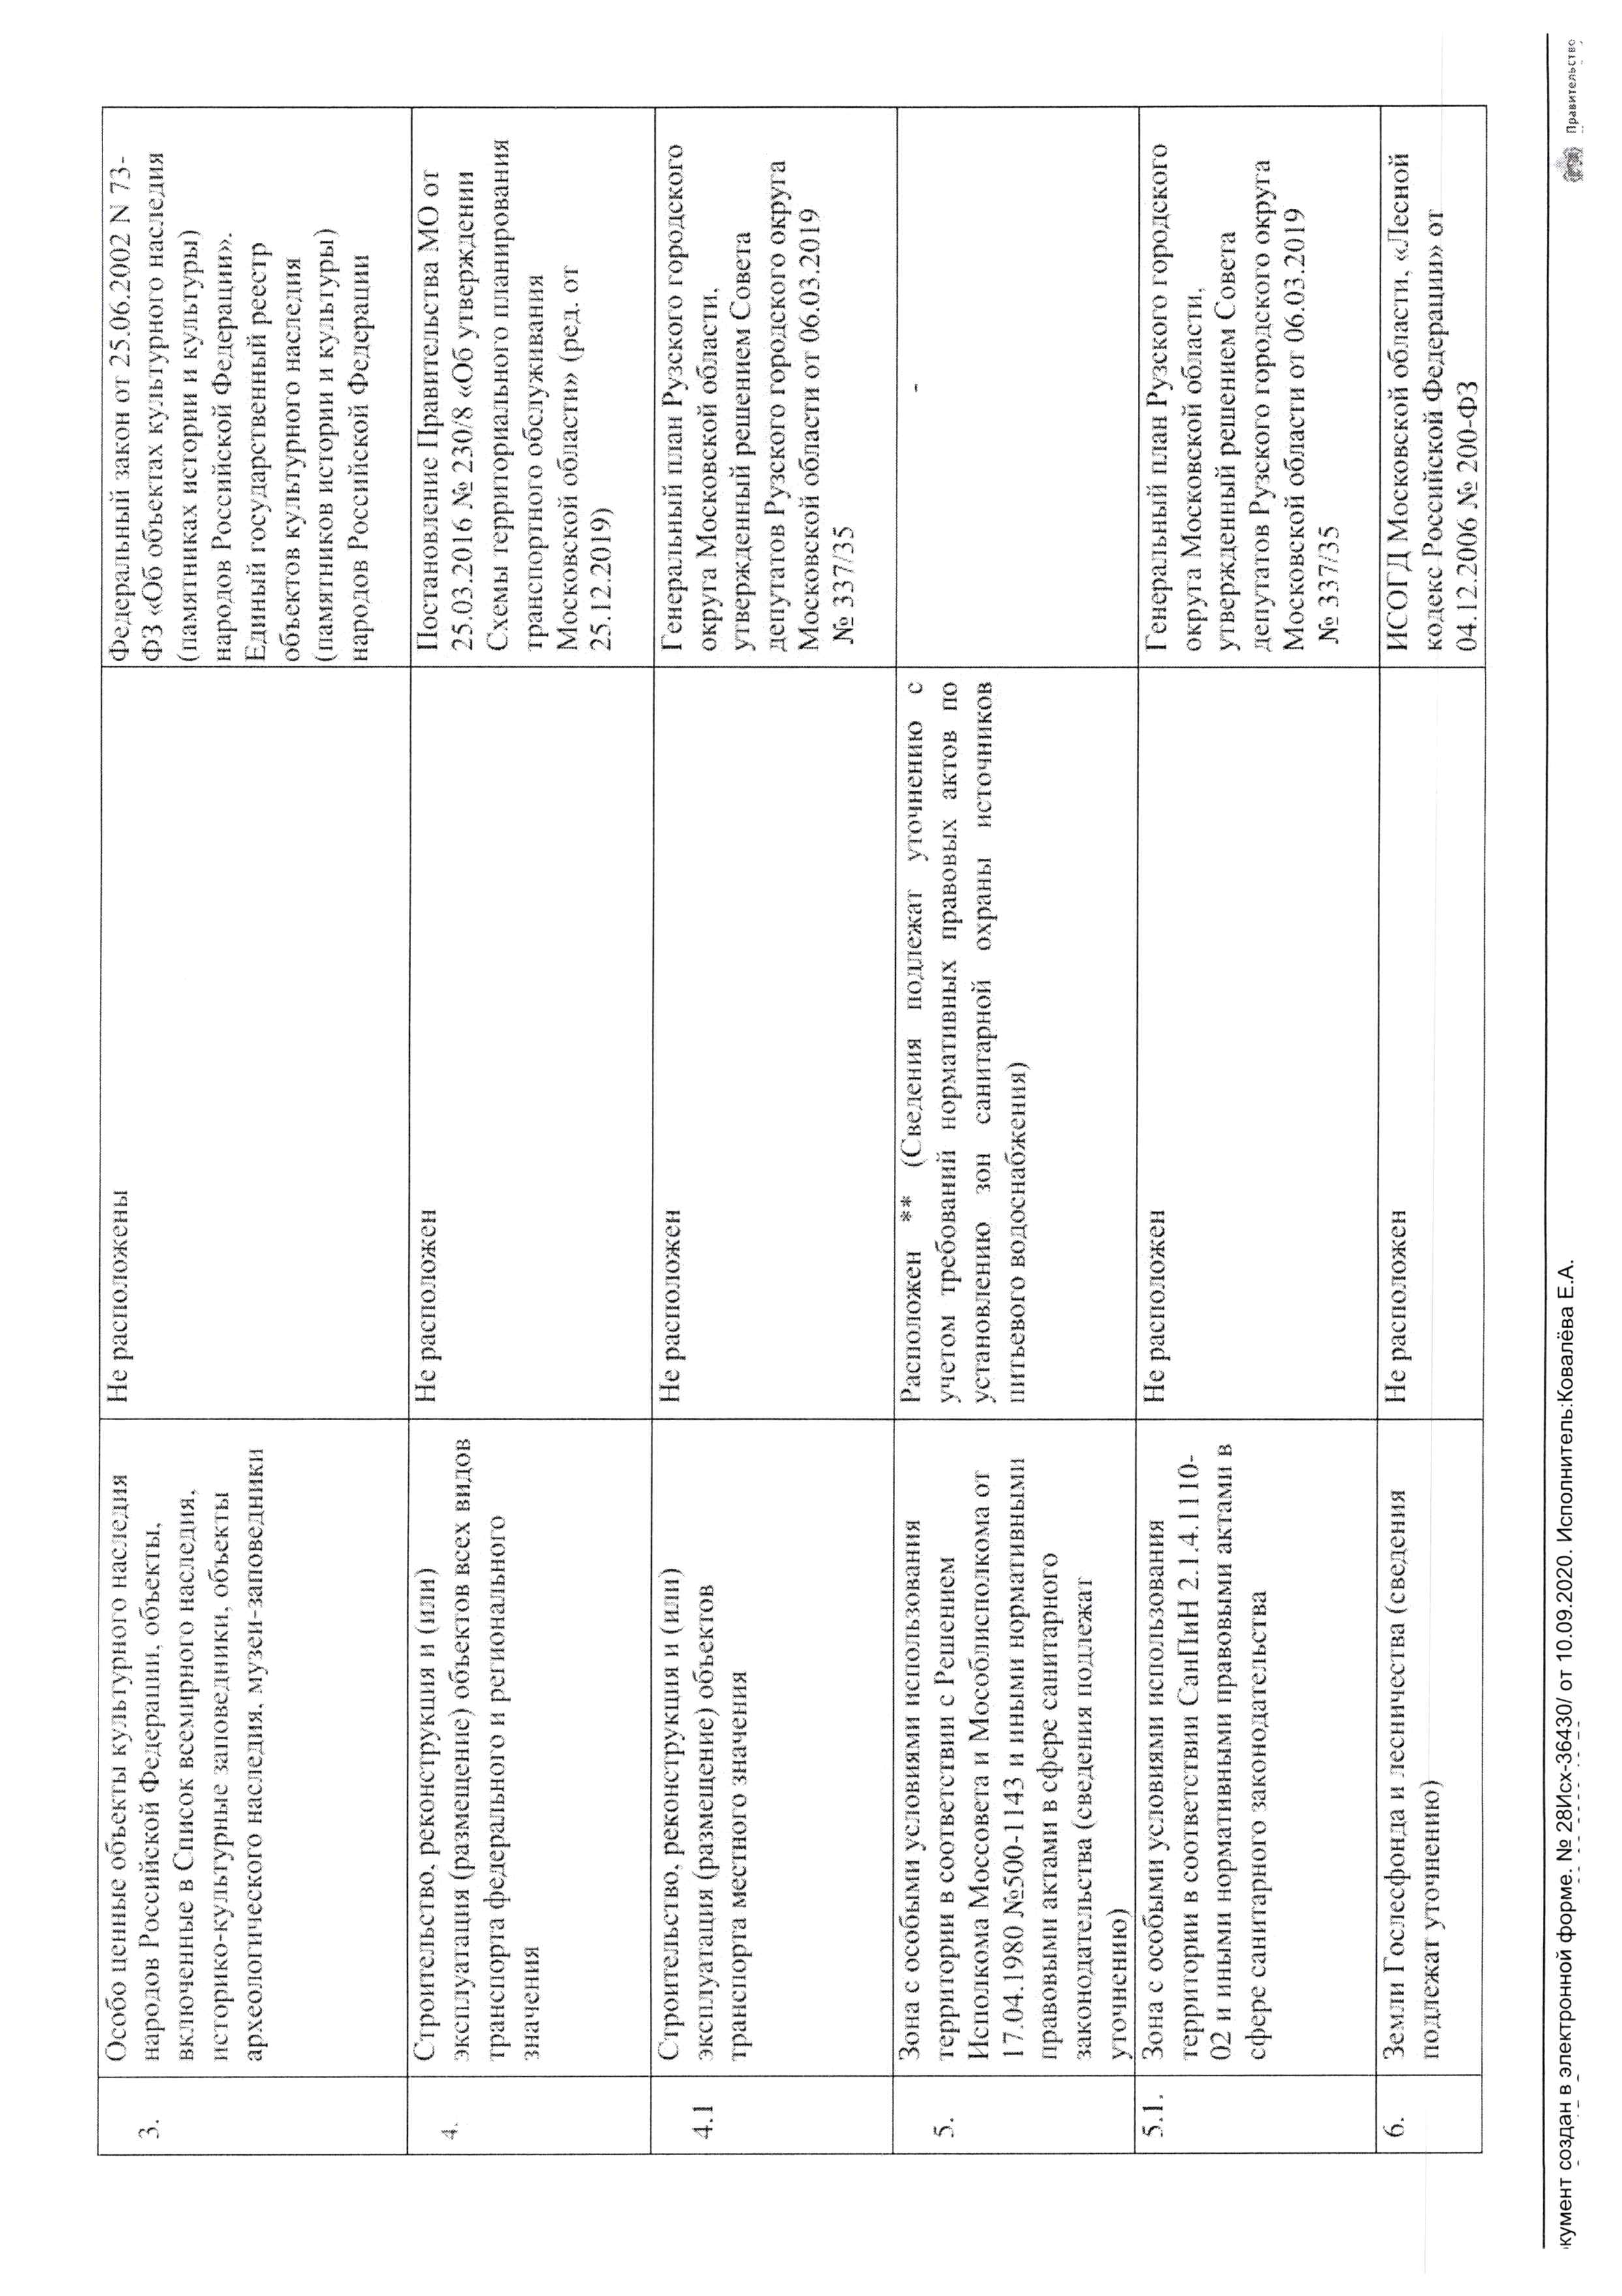 3.
Особо ценные объекты культурного наследия
народов Российской Федерации, объекты,
включенные в Список всемирного наследия,
историко-культурные заповедники, объекты
археологического наследия, музеи-заповедники
Не расположены
Федеральный закон от 25.06.2002 N 73-
ФЗ «Об объектах культурного наследия
(памятниках истории и культуры)
народов Российской Федерации».
Единый государственный реестр
объектов культурного наследия
(памятников истории и культуры)
народов Российской Федерации
4.
Строительство, реконструкция и (или)
эксплуатация (размещение) объектов всех видов
транспорта федерального и регионального
значения
Не расположен
Постановление Правительства МО от
25.03.2016 № 230/8 «Об утверждении
Схемы территориального планирования
транспортного обслуживания
Московской области» (ред. от
25.12.2019)
4.1
Строительство, реконструкция и (или)
эксплуатация (размещение) объектов
транспорта местного значения
Не расположен
Генеральный план Рузского городского
округа Московской области,
утвержденный решением Совета
депутатов Рузского городского округа
Московской области от 06.03.2019
№ 337/35
5.
Зона с особыми условиями использования
территории в соответствии с Решением
Исполкома Моссовета и Мособлисполкома от
17.04.1980 №500-1143 и иными нормативными
правовыми актами в сфере санитарного
законодательства (сведения подлежат
уточнению)
Расположен ** (Сведения подлежат уточнению с
учетом требований нормативных правовых актов по
установлению зон санитарной охраны источников
питьевого водоснабжения)
-
5.1.
Зона с особыми условиями использования
территории в соответствии СанПиН 2.1.4.1110-
02 и иными нормативными правовыми актами в
сфере санитарного законодательства
Не расположен
Генеральный план Рузского городского
округа Московской области,
утвержденный решением Совета
депутатов Рузского городского округа
Московской области от 06.03.2019
№ 337/35
6.
Земли Гослесфонда и лесничества (сведения
подлежат уточнению)
Не расположен
ИСОГД Московской области, «Лесной
кодекс Российской Федерации» от
04.12.2006 № 200-ФЗ
кумент создан в электронной форме. № 28Исх-36430/ от 10.09.2020. Исполнитель:Ковалёва Е.А.
Правительство